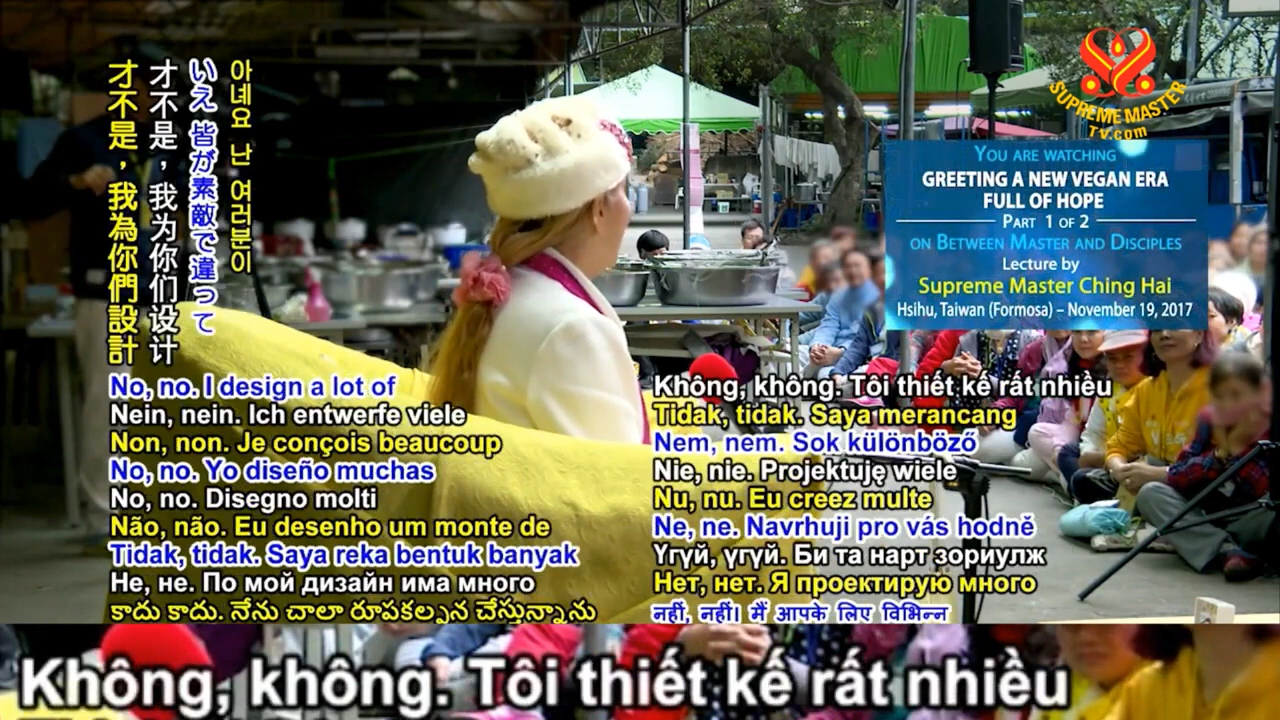 才不是，我為你們設計
才不是，我为你们设计
いえ 皆が素敵で違って
아녜요 난 여러분이
SUPREME MASTER
TV.com
YOU ARE WATCHING
GREETING A NEW VEGAN ERA
FULL OF HOPE
PART 1 OF 2
ON BETWEEN MASTER AND DISCIPLES
Lecture by
Supreme Master Ching Hai
Hsihu, Taiwan (Formosa) – November 19, 2017
No, no. I design a lot of
Nein, nein. Ich entwerfe viele
Non, non. Je conçois beaucoup
No, no. Yo diseño muchas
No, no. Disegno molti
Não, não. Eu desenho um monte de
Tidak, tidak. Saya reka bentuk banyak
Не, не. По мой дизайн има много
కాదు కాదు. నేను చాలా రూపకల్పన చేస్తున్నాను
Không, không. Tôi thiết kế rất nhiều
Tidak, tidak. Saya merancang
Nem, nem. Sok különböző
Nie, nie. Projektuję wiele
Nu, nu. Eu creez multe
Ne, ne. Navrhuji pro vás hodně
Үгүй, үгүй. Би та нарт зориулж
Нет, нет. Я проектирую много
नहीं, नहीं। मैं आपके लिए विभिन्न
Không, không. Tôi thiết kế rất nhiều